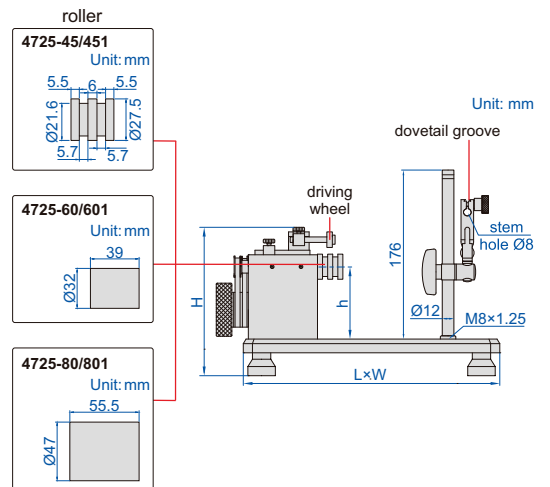 roller
4725-45/451
Unit: mm
5.5
6
5.5
Ø21.6
Ø27.5
5.7
5.7
4725-60/601
Unit: mm
39
Ø32
4725-80/801
Unit: mm
55.5
Ø47
Unit: mm
dovetail groove
driving
wheel
stem
hole Ø8
H
h
176
Ø12
M8×1.25
L×W